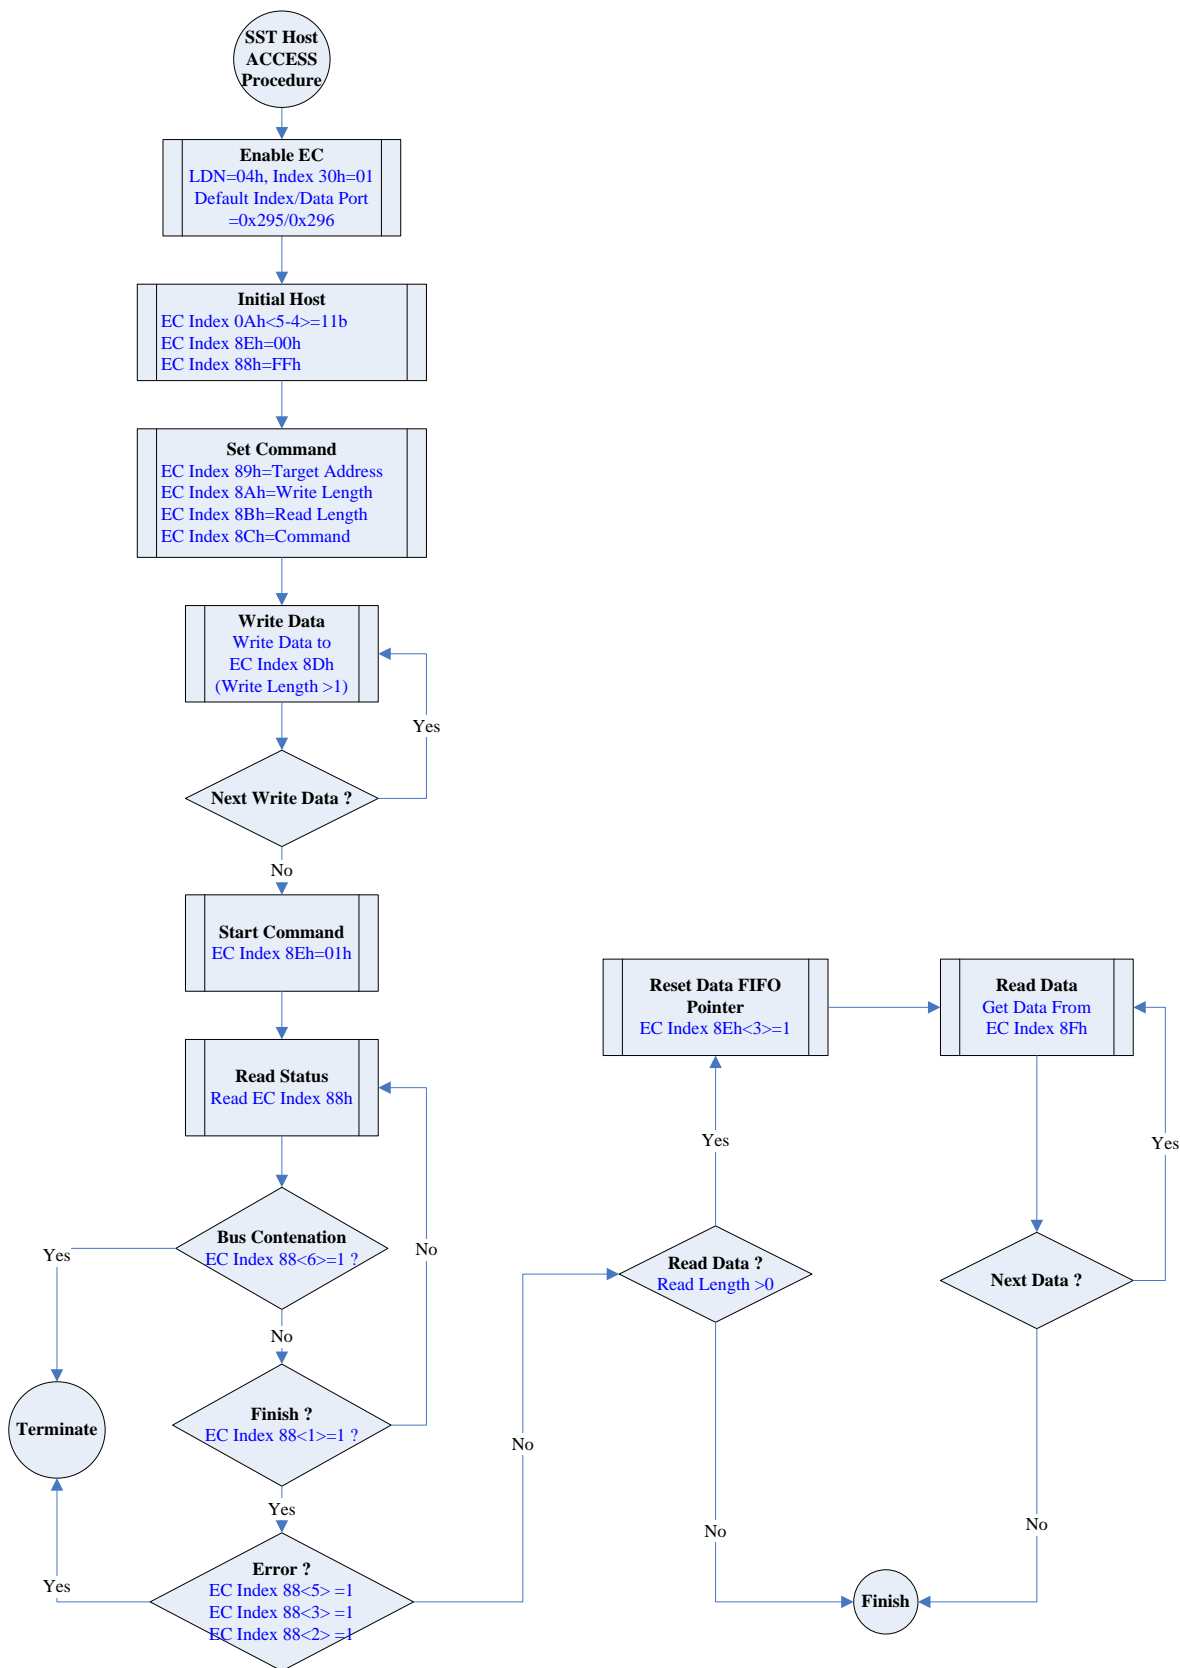 SST Host
ACCESS
Procedure
Enable EC
LDN=04h, Index 30h=01
Default Index/Data Port
=0x295/0x296
Initial Host
EC Index 0Ah<5-4>=11b
EC Index 8Eh=00h
EC Index 88h=FFh
Set Command
EC Index 89h=Target Address
EC Index 8Ah=Write Length
EC Index 8Bh=Read Length
EC Index 8Ch=Command
Write Data
Write Data to
EC Index 8Dh
(Write Length >1)
Yes
Next Write Data ?
No
Start Command
EC Index 8Eh=01h
Read Status
Read EC Index 88h
Bus Contenation
EC Index 88<6>=1 ?
Yes
No
No
Finish ?
EC Index 88<1>=1 ?
Terminate
Yes
Error ?
EC Index 88<5> =1
EC Index 88<3> =1
EC Index 88<2> =1
Yes
No
Reset Data FIFO
Pointer
EC Index 8Eh<3>=1
Yes
Read Data ?
Read Length >0
No
Read Data
Get Data From
EC Index 8Fh
Yes
Next Data ?
No
Finish